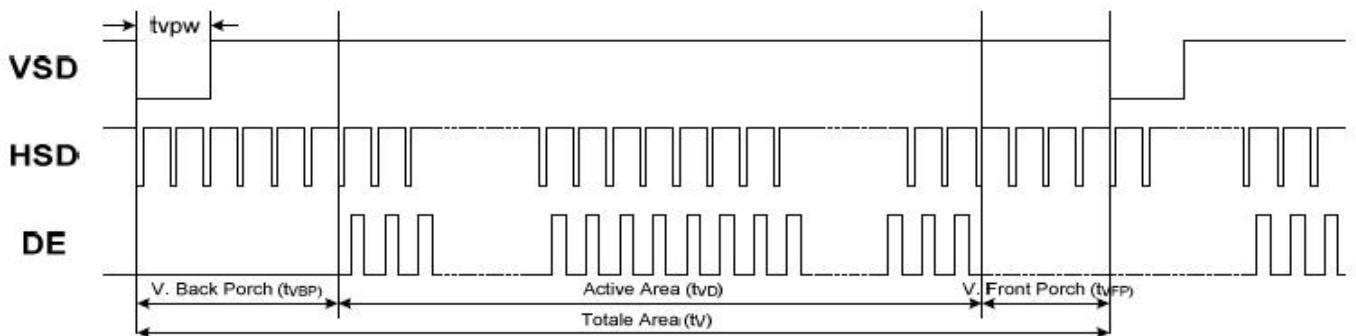 tvpw
VSD
HSD
DE
V. Back Porch (tVBP) Active Area (tVD) V. Front Porch (tVFP)
Totale Area (tV)